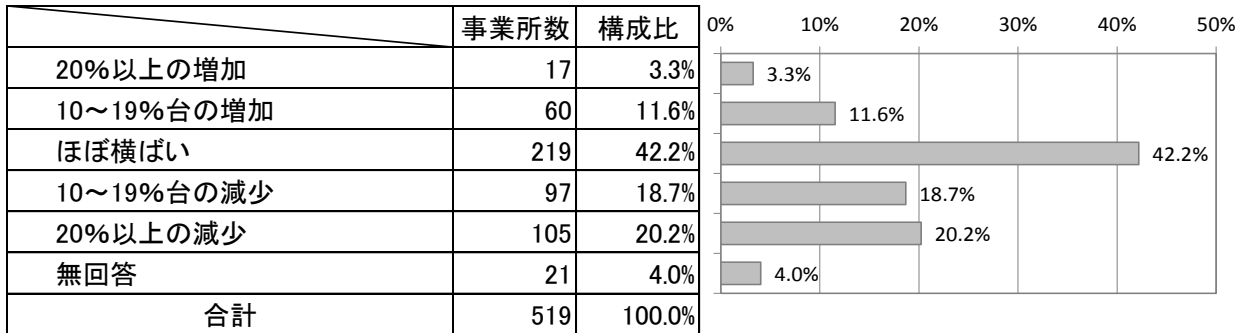 事業所数 構成比
20%以上の増加 17 3.3%
10～19%台の増加 60 11.6%
ほぼ横ばい 219 42.2%
10～19%台の減少 97 18.7%
20%以上の減少 105 20.2%
無回答 21 4.0%
合計 519 100.0%
0% 10% 20% 30% 40% 50%
3.3%
11.6%
42.2%
18.7%
20.2%
4.0%